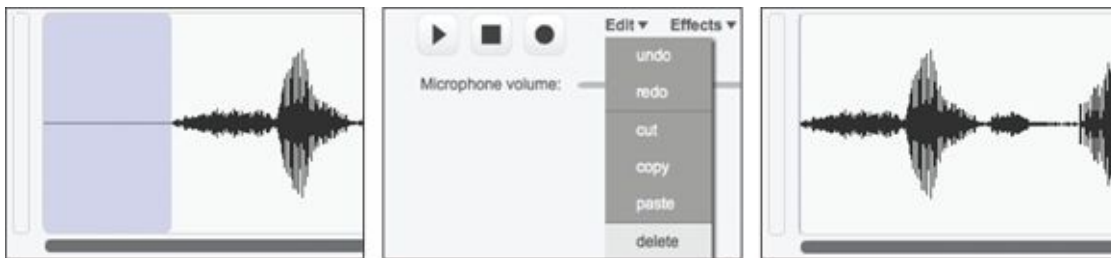 Edit ▾ Effects ▾
undo
Microphone volume:
redo
cut
copy
paste
delete